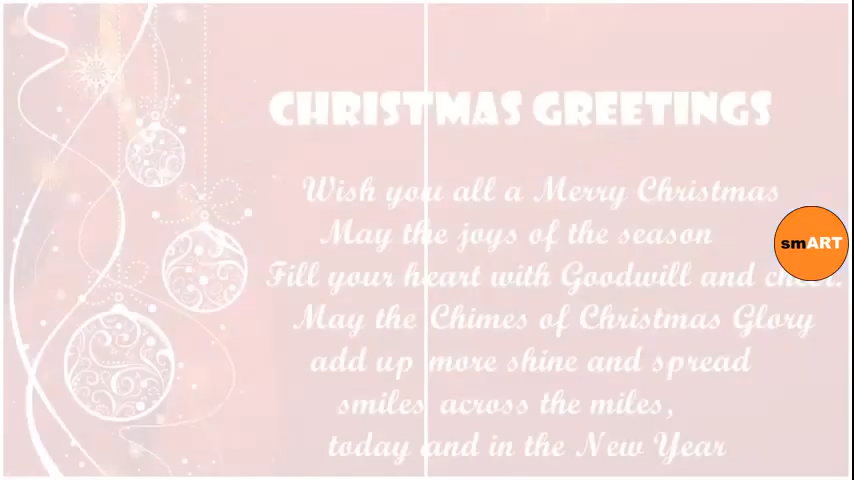 CHRISTMAS GREETINGS
Wish you all a Merry Christmas
May the joys of the season
Fill your heart with Goodwill and cheer.
May the Chimes of Christmas Glory
add up more shine and spread
smiles across the miles,
today and in the New Year
smART